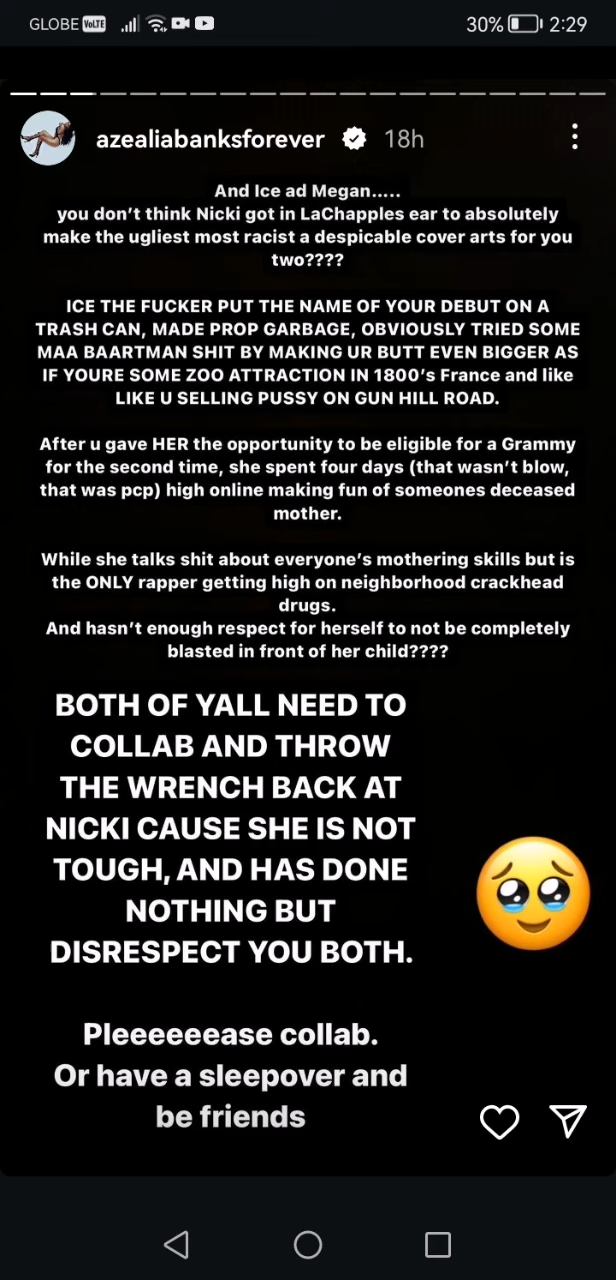 GLOBE VoLTE 30% 2:29
azealiabanksforever 18h
And Ice ad Megan.....
you don't think Nicki got in LaChapples ear to absolutely
make the ugliest most racist a despicable cover arts for you
two????
ICE THE FUCKER PUT THE NAME OF YOUR DEBUT ON A
TRASH CAN, MADE PROP GARBAGE, OBVIOUSLY TRIED SOME
MAA BAARTMAN SHIT BY MAKING UR BUTT EVEN BIGGER AS
IF YOURE SOME ZOO ATTRACTION IN 1800's France and like
LIKE U SELLING PUSSY ON GUN HILL ROAD.
After u gave HER the opportunity to be eligible for a Grammy
for the second time, she spent four days (that wasn't blow,
that was pcp) high online making fun of someones deceased
mother.
While she talks shit about everyone's mothering skills but is
the ONLY rapper getting high on neighborhood crackhead
drugs.
And hasn't enough respect for herself to not be completely
blasted in front of her child????
BOTH OF YALL NEED TO
COLLAB AND THROW
THE WRENCH BACK AT
NICKI CAUSE SHE IS NOT
TOUGH, AND HAS DONE
NOTHING BUT
DISRESPECT YOU BOTH.
Pleeeeeease collab.
Or have a sleepover and
be friends